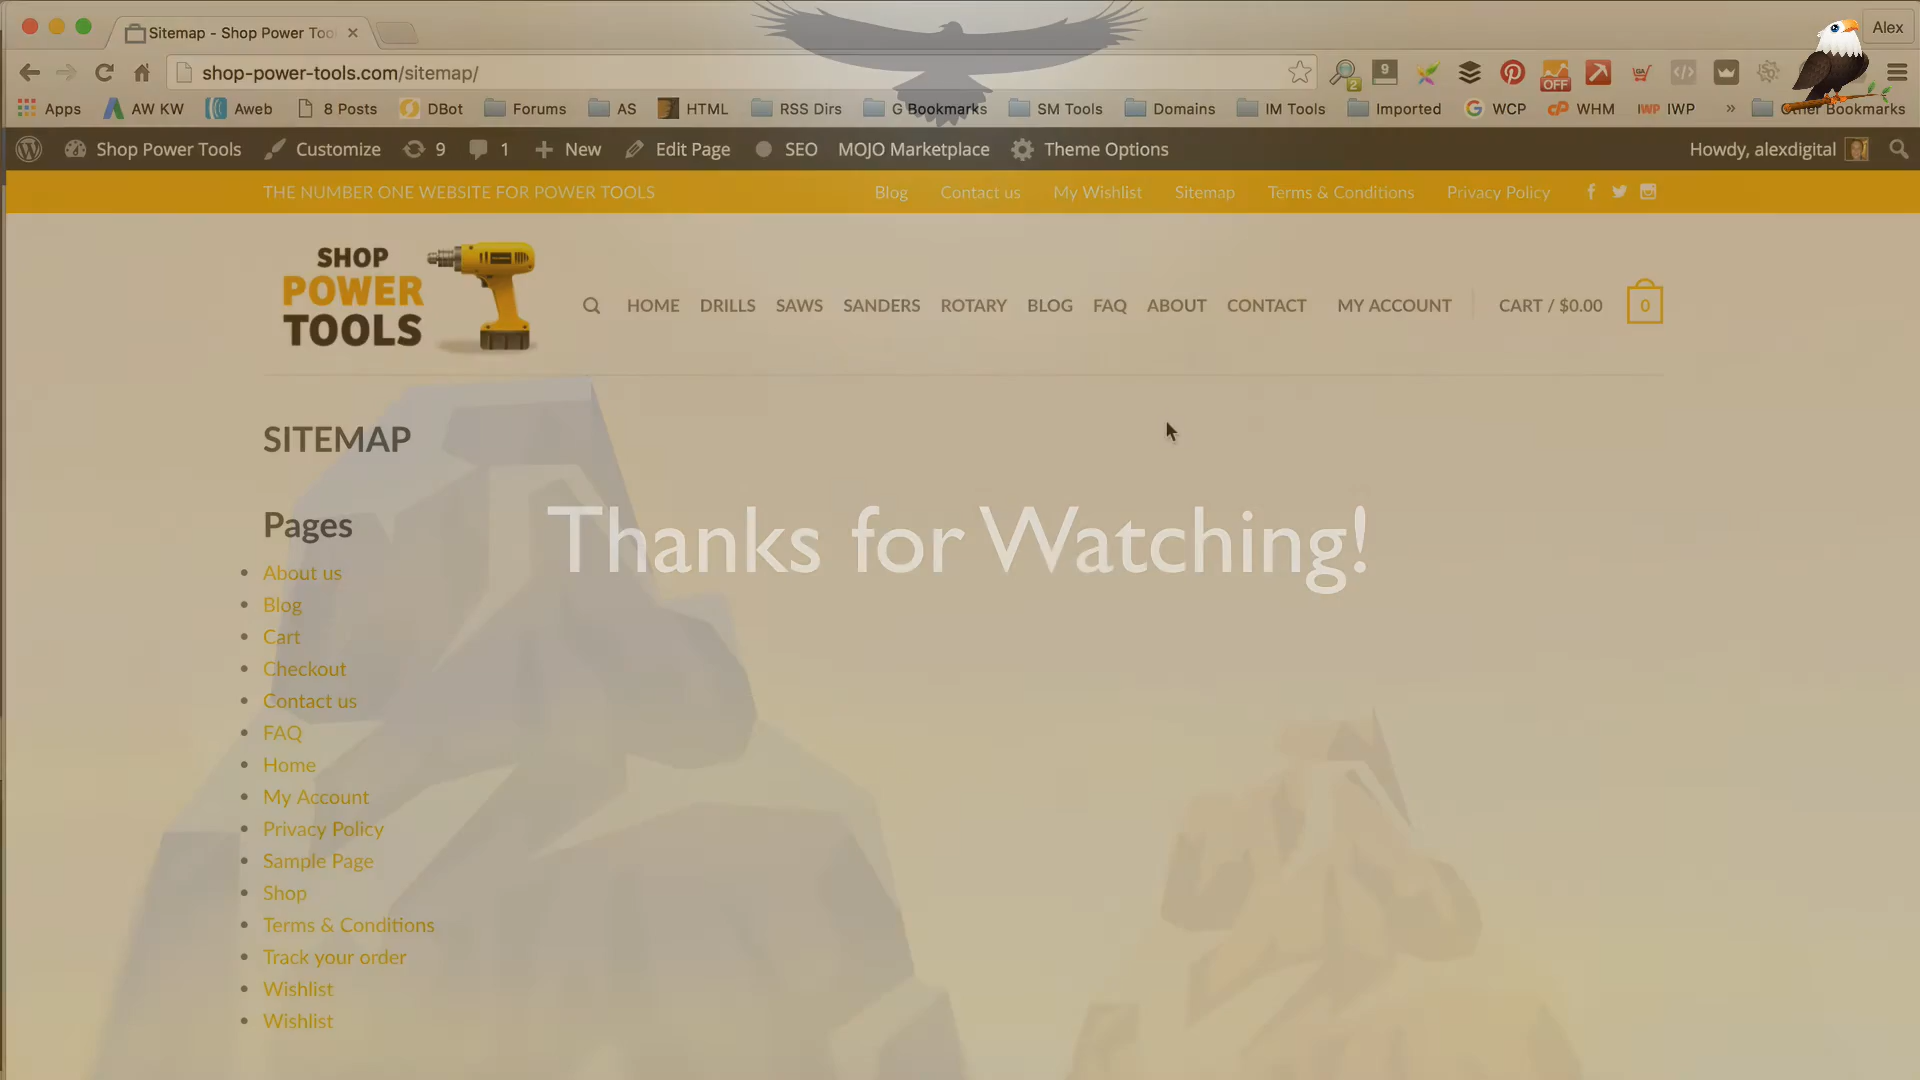 Sitemap - Shop Power Too
Alex
shop-power-tools.com/sitemap/
2
9
OFF
Apps
AW KW
Aweb
8 Posts
DBot
Forums
AS
HTML
RSS Dirs
G Bookmarks
SM Tools
Domains
IM Tools
Imported
G WCP
cP WHM
IWP IWP
»
Other Bookmarks
Shop Power Tools
Customize
9
1
New
Edit Page
SEO
MOJO Marketplace
Theme Options
Howdy, alexdigital
THE NUMBER ONE WEBSITE FOR POWER TOOLS
Blog
Contact us
My Wishlist
Sitemap
Terms & Conditions
Privacy Policy
SHOP
POWER
TOOLS
HOME
DRILLS
SAWS
SANDERS
ROTARY
BLOG
FAQ
ABOUT
CONTACT
MY ACCOUNT
CART / $0.00
0
SITEMAP
Thanks for Watching!
Pages
About us
Blog
Cart
Checkout
Contact us
FAQ
Home
My Account
Privacy Policy
Sample Page
Shop
Terms & Conditions
Track your order
Wishlist
Wishlist